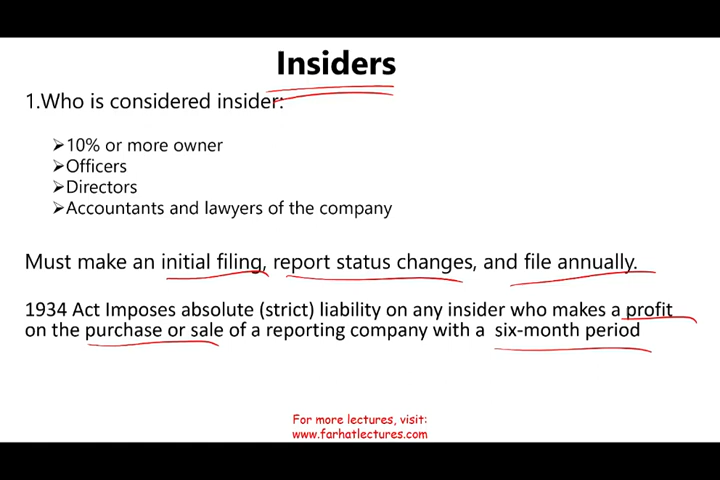 Insiders
1.Who is considered insider:
➢10% or more owner
➢Officers
➢Directors
➢Accountants and lawyers of the company
Must make an initial filing, report status changes, and file annually.
1934 Act Imposes absolute (strict) liability on any insider who makes a profit
on the purchase or sale of a reporting company with a six-month period
For more lectures, visit:
www.farhatlectures.com